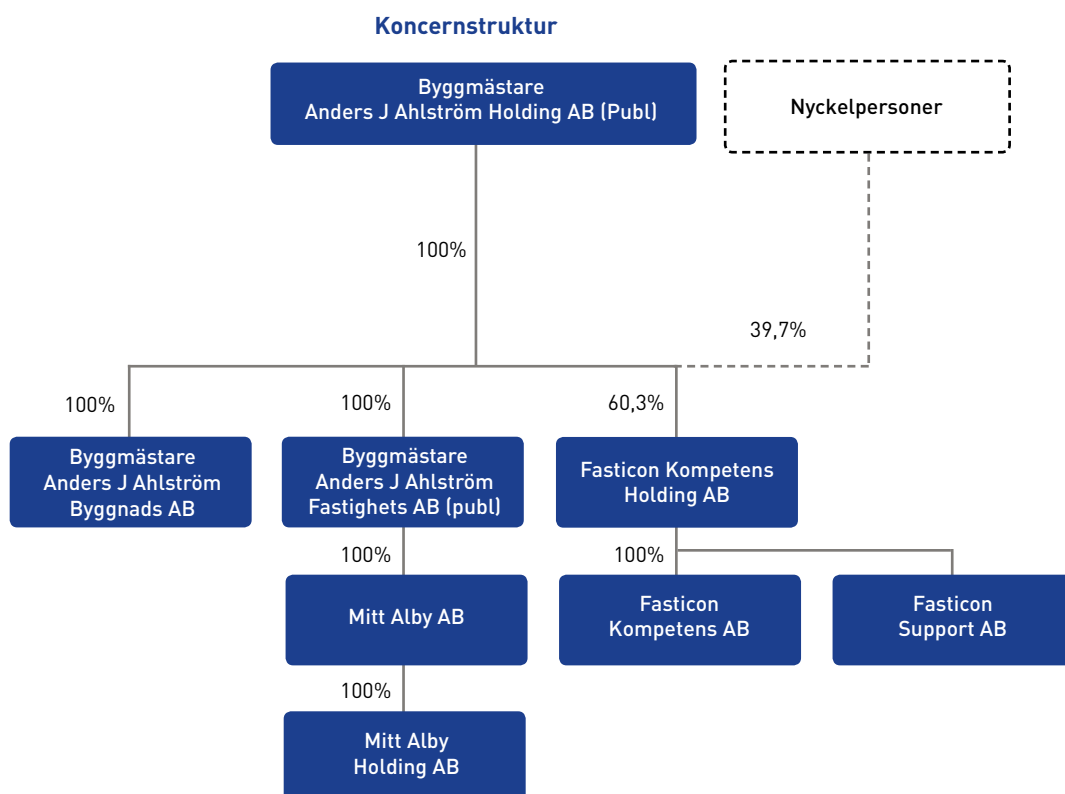 Koncernstruktur
Byggmästare
Anders J Ahlström Holding AB (Publ)
Nyckelpersoner
100%
39,7%
100%
100%
60,3%
Byggmästare
Anders J Ahlström
Byggnads AB
Byggmästare
Anders J Ahlström
Fastighets AB (publ)
Fasticon Kompetens
Holding AB
100%
100%
Mitt Alby AB
Fasticon
Kompetens AB
Fasticon
Support AB
100%
Mitt Alby
Holding AB